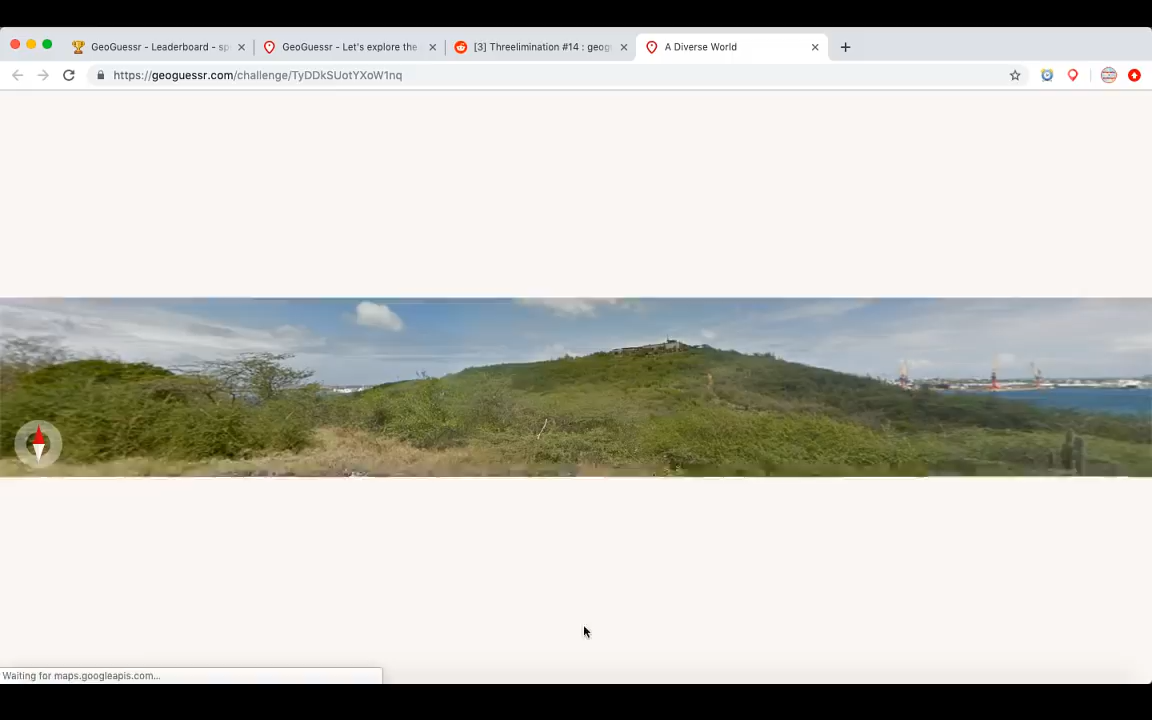 GeoGuessr - Leaderboard - sp
GeoGuessr - Let's explore the
[3] Threelimination #14 : geog
A Diverse World
https://geoguessr.com/challenge/TyDDkSUotYXoW1nq
Waiting for maps.googleapis.com...